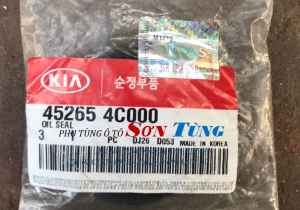 KIA
순정부품
45265 4C000
OIL SEAL
PHỤ TÙNG Ô TÔ SƠN TÙNG
3
PC DJ26 D053 MADE IN KOREA